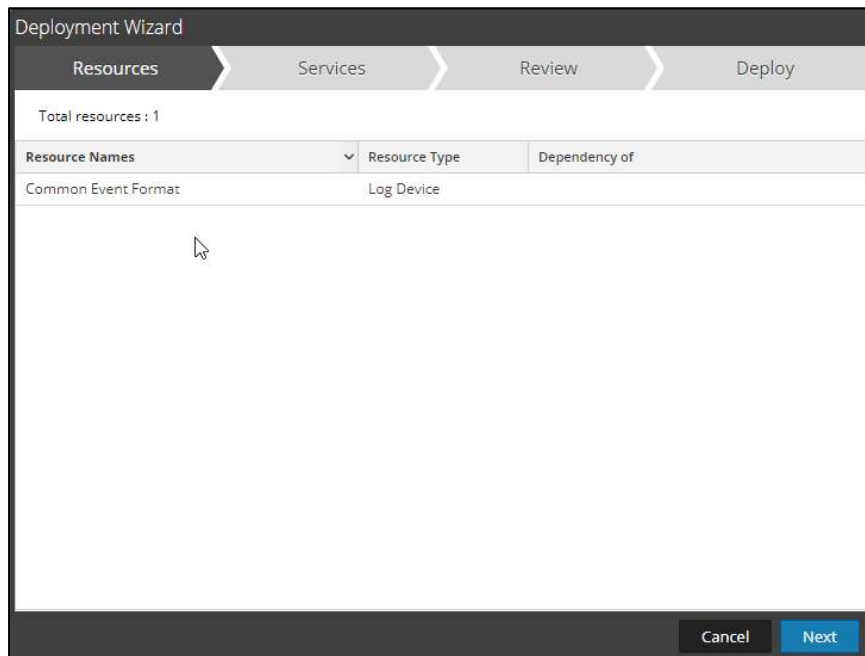 Deployment Wizard
Resources Services Review Deploy
Total resources : 1
Resource Names Resource Type Dependency of
Common Event Format Log Device
Cancel Next